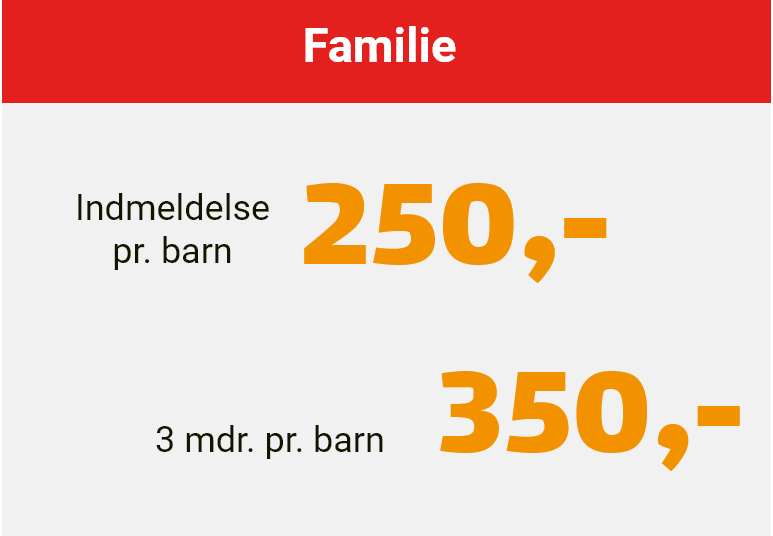 Familie
Indmeldelse
pr. barn
250,-
3 mdr. pr. barn
350,-